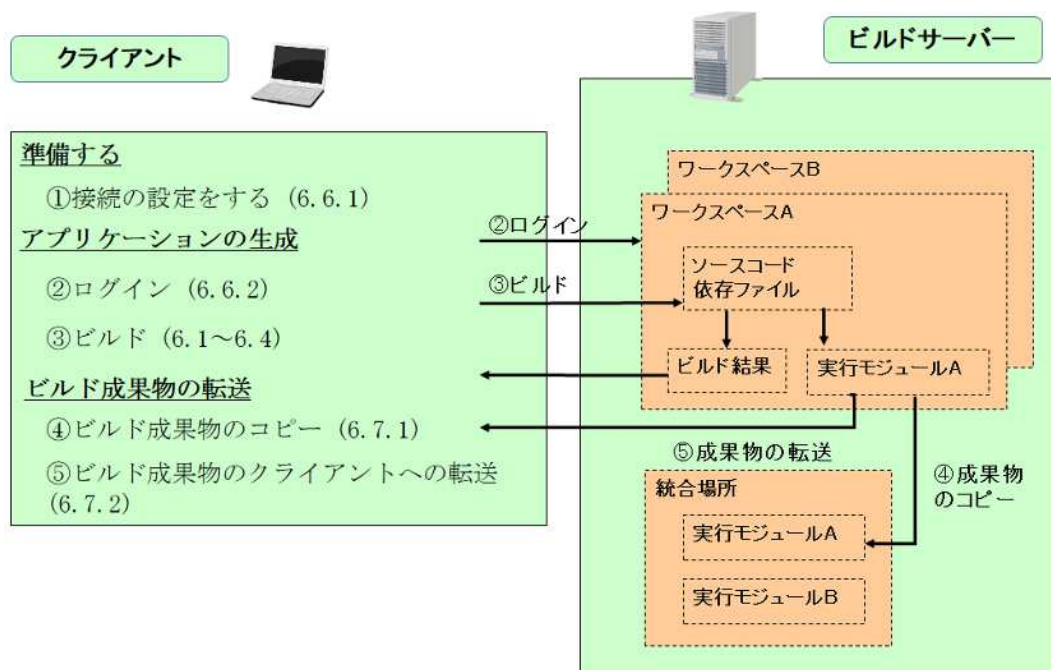 クライアント
ビルドサーバー
準備する
①接続の設定をする (6.6.1)
アプリケーションの生成
②ログイン (6.6.2)
③ビルド (6.1～6.4)
ビルド成果物の転送
④ビルド成果物のコピー (6.7.1)
⑤ビルド成果物のクライアントへの転送
(6.7.2)
②ログイン
③ビルド
ワークスペースB
ワークスペースA
ソースコード
依存ファイル
ビルド結果
実行モジュールA
⑤成果物の転送
④成果物
のコピー
統合場所
実行モジュールA
実行モジュールB